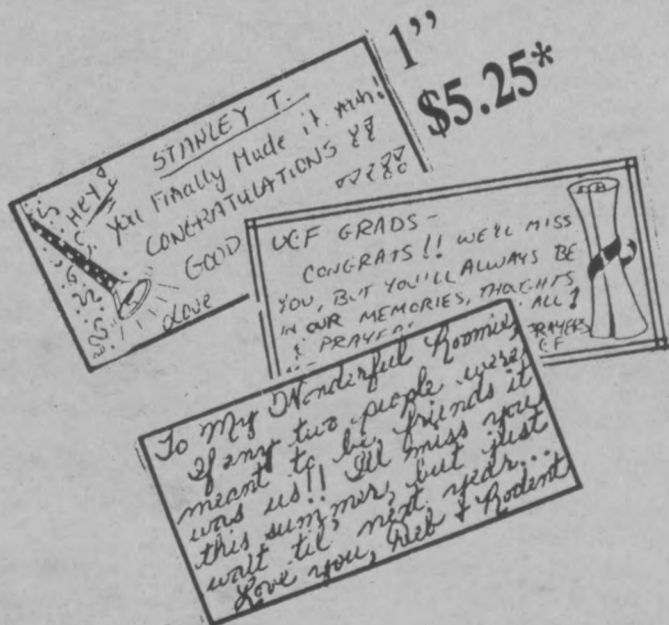 1"
$5.25*
HEY!
STANLEY T.
You Finally Made it
CONGRATULATIONS
GOOD
Love
UCF GRADS -
CONGRATS!! WE'LL MISS
YOU, BUT YOU'LL ALWAYS BE
IN OUR MEMORIES, THOUGHTS
& PRAYER
ALL
PRAYERS
To My Wonderful Roomie,
If any two people were
meant to be friends it
was us!! I'll miss you
this summer, but just
wait til' next year...
Love you, Deb & Rodent